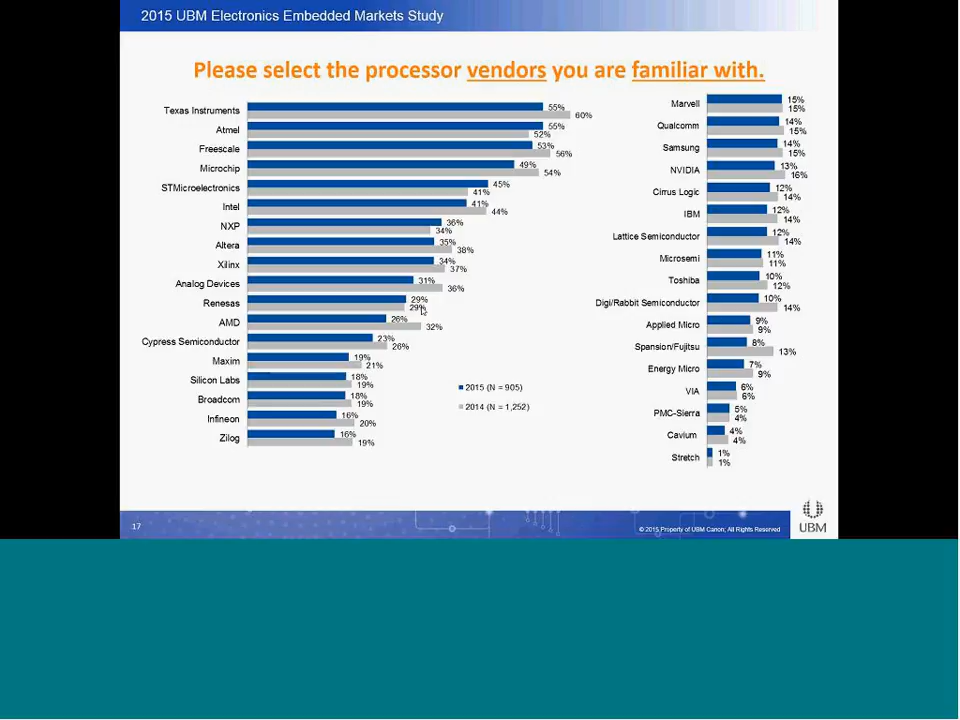 2015 UBM Electronics Embedded Markets Study
Please select the processor vendors you are familiar with.
Texas Instruments 55% 60%
Atmel 55% 52%
Freescale 53% 56%
Microchip 49% 54%
STMicroelectronics 45% 41%
Intel 41% 44%
NXP 36% 34%
Altera 35% 38%
Xilinx 34% 37%
Analog Devices 31% 36%
Renesas 29% 29%
AMD 26% 32%
Cypress Semiconductor 23% 26%
Maxim 19% 21%
Silicon Labs 18% 19%
Broadcom 18% 19%
Infineon 16% 20%
Zilog 16% 19%
2015 (N = 905)
2014 (N = 1,252)
Marvell 15% 15%
Qualcomm 14% 15%
Samsung 14% 15%
NVIDIA 13% 16%
Cirrus Logic 12% 14%
IBM 12% 14%
Lattice Semiconductor 12% 14%
Microsemi 11% 11%
Toshiba 10% 12%
Digi/Rabbit Semiconductor 10% 14%
Applied Micro 9% 9%
Spansion/Fujitsu 8% 13%
Energy Micro 7% 9%
VIA 6% 6%
PMC-Sierra 5% 4%
Cavium 4% 4%
Stretch 1% 1%
17
© 2015 Property of UBM Canon; All Rights Reserved
UBM